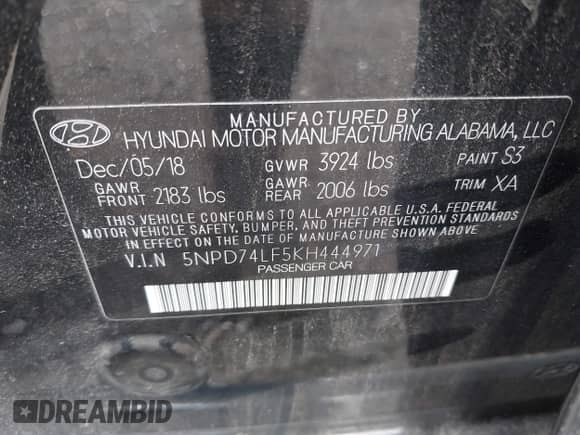 MANUFACTURED BY
HYUNDAI MOTOR MANUFACTURING ALABAMA, LLC
Dec/05/18 GVWR 3924 lbs PAINT S3
GAWR FRONT 2183 lbs GAWR REAR 2006 lbs TRIM XA
THIS VEHICLE CONFORMS TO ALL APPLICABLE U.S.A. FEDERAL
MOTOR VEHICLE SAFETY, BUMPER, AND THEFT PREVENTION STANDARDS
IN EFFECT ON THE DATE OF MANUFACTURE SHOWN ABOVE.
V.I.N 5NPD74LF5KH444971
PASSENGER CAR
DREAMBID